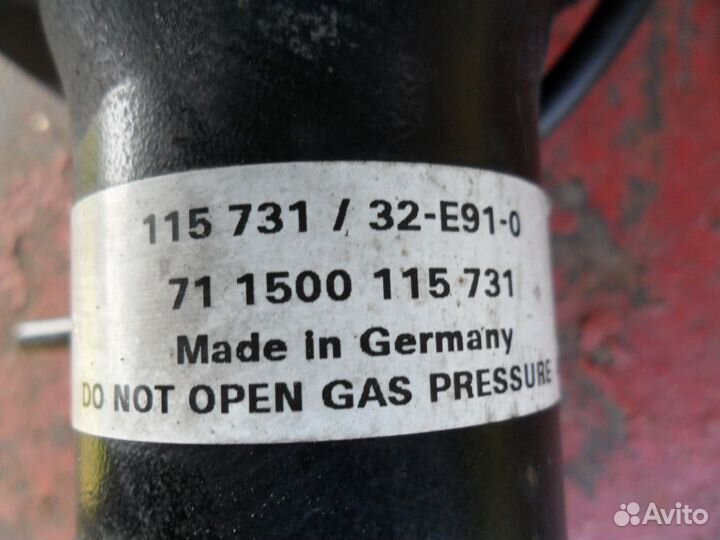 115 731 / 32-E91-0
71 1500 115 731
Made in Germany
DO NOT OPEN GAS PRESSURE
Avito